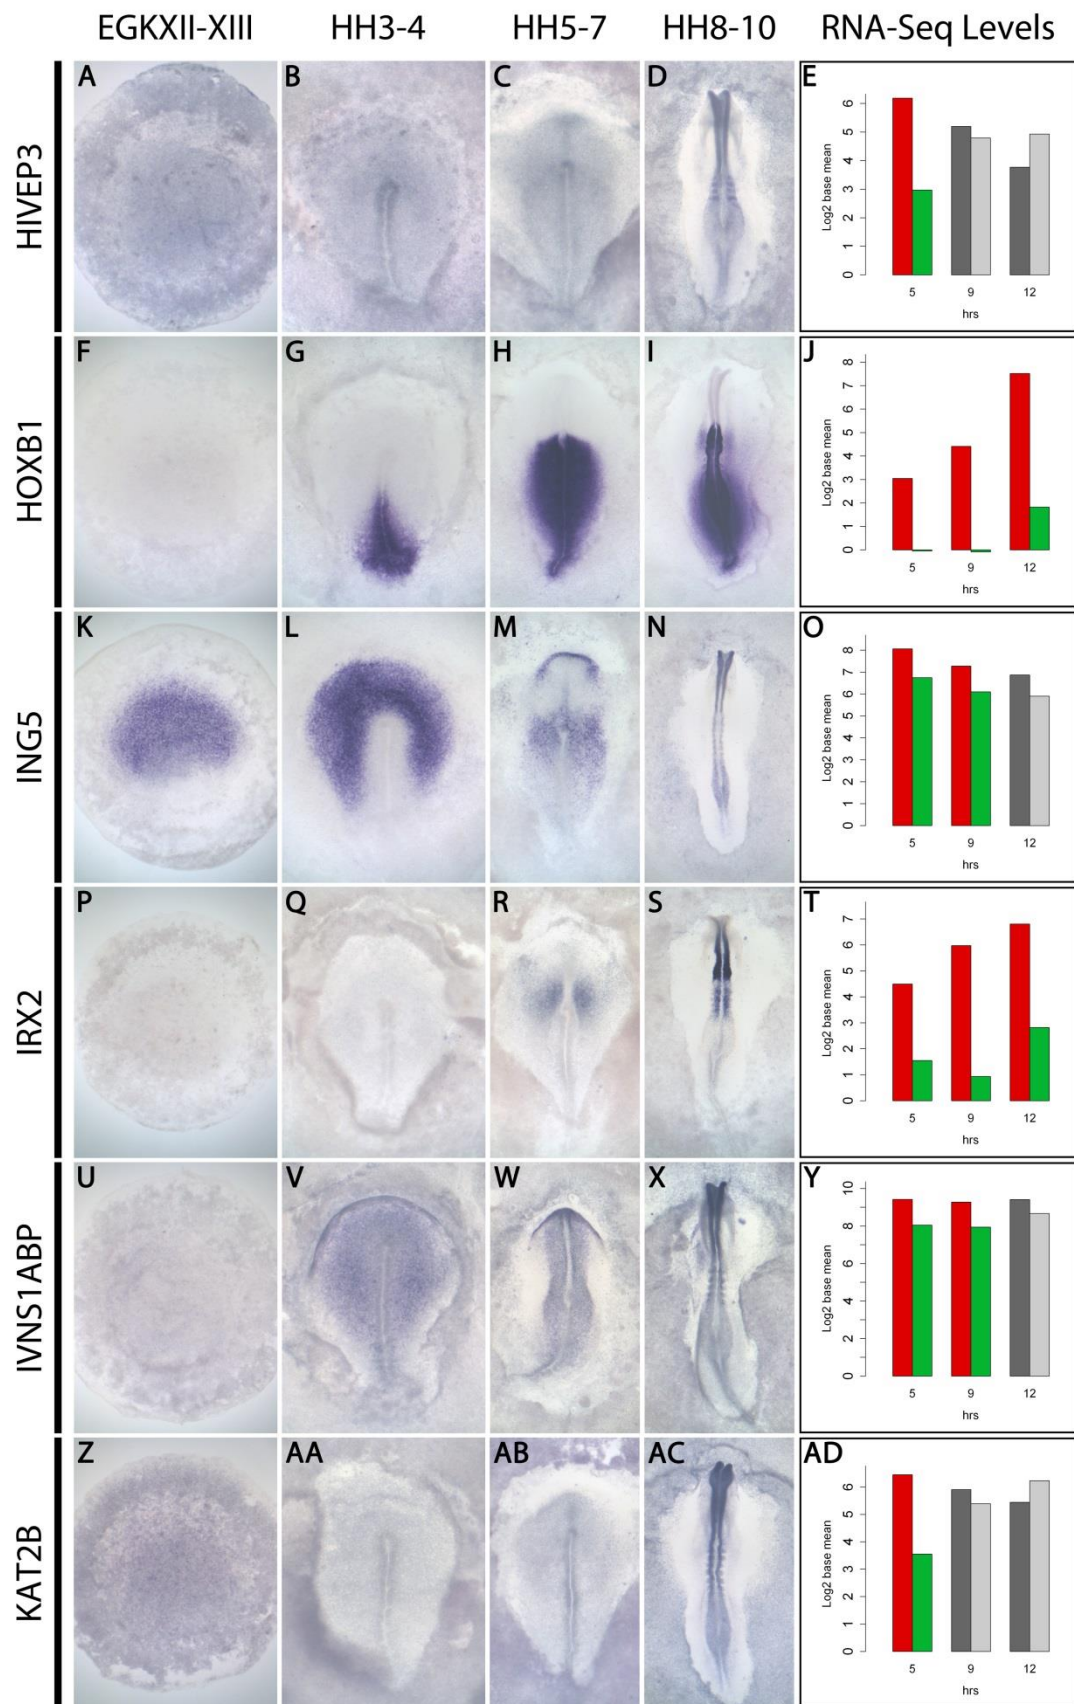 EGKXII-XIII HH3-4 HH5-7 HH8-10 RNA-Seq Levels
HIVEP3
A B C D E
Log2 base mean
6
5
4
3
2
1
0
5 9 12
hrs
HOXB1
F G H I J
Log2 base mean
8
7
6
5
4
3
2
1
0
5 9 12
hrs
ING5
K L M N O
Log2 base mean
8
7
6
5
4
3
2
1
0
5 9 12
hrs
IRX2
P Q R S T
Log2 base mean
7
6
5
4
3
2
1
0
5 9 12
hrs
IVNS1ABP
U V W X Y
Log2 base mean
10
8
6
4
2
0
5 9 12
hrs
KAT2B
Z AA AB AC AD
Log2 base mean
6
5
4
3
2
1
0
5 9 12
hrs